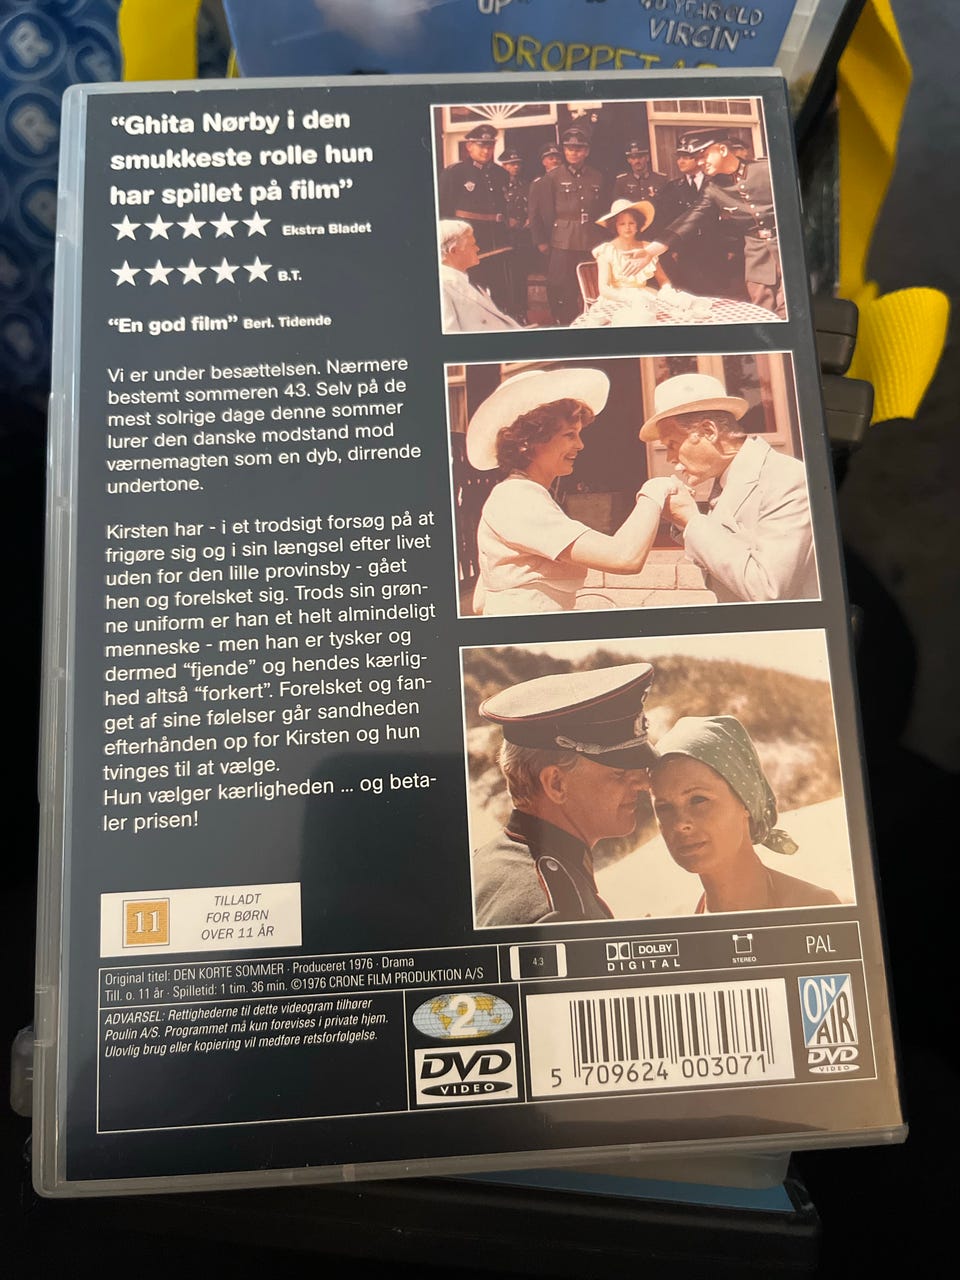 UP"
40 YEAR OLD
VIRGIN"
DROPPET AF
"Ghita Nørby i den
smukkeste rolle hun
har spillet på film"
Ekstra Bladet
B.T.
"En god film" Berl. Tidende
Vi er under besættelsen. Nærmere
bestemt sommeren 43. Selv på de
mest solrige dage denne sommer
lurer den danske modstand mod
værnemagten som en dyb, dirrende
undertone.
Kirsten har - i et trodsigt forsøg på at
frigøre sig og i sin længsel efter livet
uden for den lille provinsby - gået
hen og forelsket sig. Trods sin grøn-
ne uniform er han et helt almindeligt
menneske - men han er tysker og
dermed "fjende" og hendes kærlig-
hed altså "forkert". Forelsket og fan-
get af sine følelser går sandheden
efterhånden op for Kirsten og hun
tvinges til at vælge.
Hun vælger kærligheden ... og beta-
ler prisen!
11
TILLADT
FOR BØRN
OVER 11 ÅR
Original titel: DEN KORTE SOMMER · Produceret 1976 · Drama
Till. o. 11 år · Spilletid: 1 tim. 36 min. ©1976 CRONE FILM PRODUKTION A/S
4:3
DOLBY
DIGITAL
STEREO
PAL
ADVARSEL: Rettighederne til dette videogram tilhører
Poulin A/S. Programmet må kun forevises i private hjem.
Ulovlig brug eller kopiering vil medføre retsforfølgelse.
2
DVD
VIDEO
5 709624 003071
ON
AIR
DVD
VIDEO